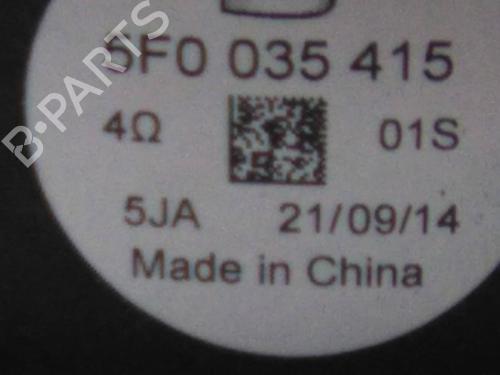 5F0 035 415
4Ω 01S
5JA 21/09/14
Made in China
B-PARTS